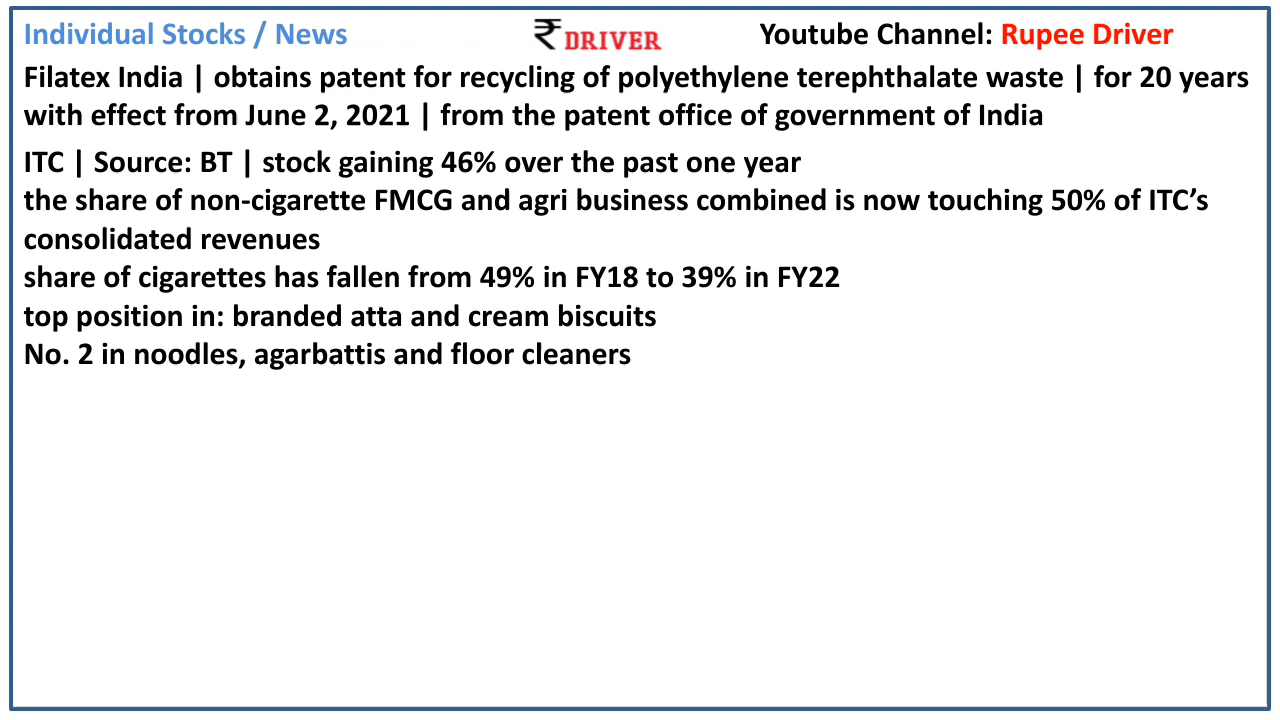 Individual Stocks / News
₹ DRIVER
Youtube Channel: Rupee Driver
Filatex India | obtains patent for recycling of polyethylene terephthalate waste | for 20 years
with effect from June 2, 2021 | from the patent office of government of India
ITC | Source: BT | stock gaining 46% over the past one year
the share of non-cigarette FMCG and agri business combined is now touching 50% of ITC’s
consolidated revenues
share of cigarettes has fallen from 49% in FY18 to 39% in FY22
top position in: branded atta and cream biscuits
No. 2 in noodles, agarbattis and floor cleaners